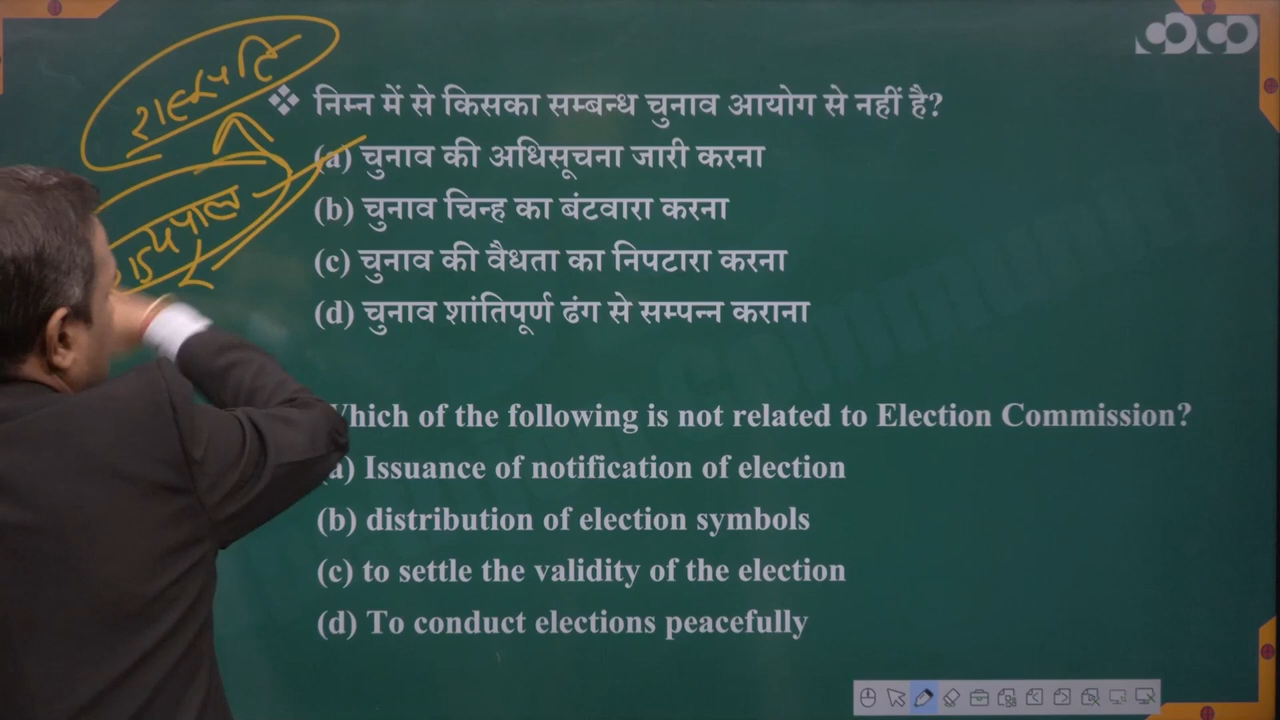 राष्ट्रपति
राज्यपाल
निम्न में से किसका सम्बन्ध चुनाव आयोग से नहीं है?
(a) चुनाव की अधिसूचना जारी करना
(b) चुनाव चिन्ह का बंटवारा करना
(c) चुनाव की वैधता का निपटारा करना
(d) चुनाव शांतिपूर्ण ढंग से सम्पन्न कराना
Which of the following is not related to Election Commission?
(a) Issuance of notification of election
(b) distribution of election symbols
(c) to settle the validity of the election
(d) To conduct elections peacefully